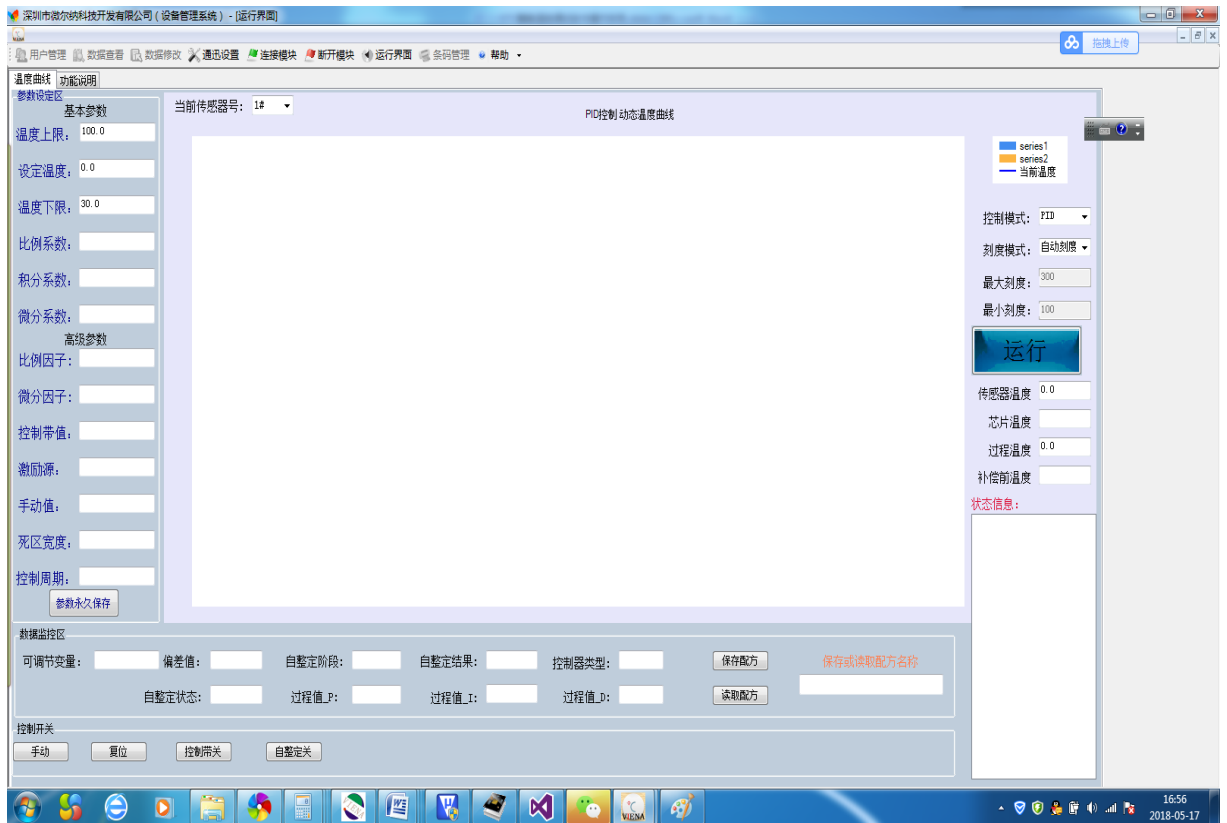 深圳市微尔纳科技开发有限公司（设备管理系统）- [运行界面]
用户管理 数据查看 数据修改 通迅设置 连接模块 断开模块 运行界面 条码管理 帮助
拖拽上传
温度曲线 功能说明
参数设定区
基本参数
温度上限： 100.0
设定温度： 0.0
温度下限： 30.0
比例系数：
积分系数：
微分系数：
高级参数
比例因子：
微分因子：
控制带值：
激励源：
手动值：
死区宽度：
控制周期：
参数永久保存
当前传感器号： 1#
PID控制动态温度曲线
series1
series2
当前温度
控制模式： PID
刻度模式： 自动刻度
最大刻度： 300
最小刻度： 100
运行
传感器温度 0.0
芯片温度
过程温度 0.0
补偿前温度
状态信息：
数据监控区
可调节变量： 偏差值： 自整定阶段： 自整定结果： 控制器类型： 保存配方 保存或读取配方名称
自整定状态： 过程值_P： 过程值_I： 过程值_D： 读取配方
控制开关
手动 复位 控制带关 自整定关
VIENA
16:56
2018-05-17